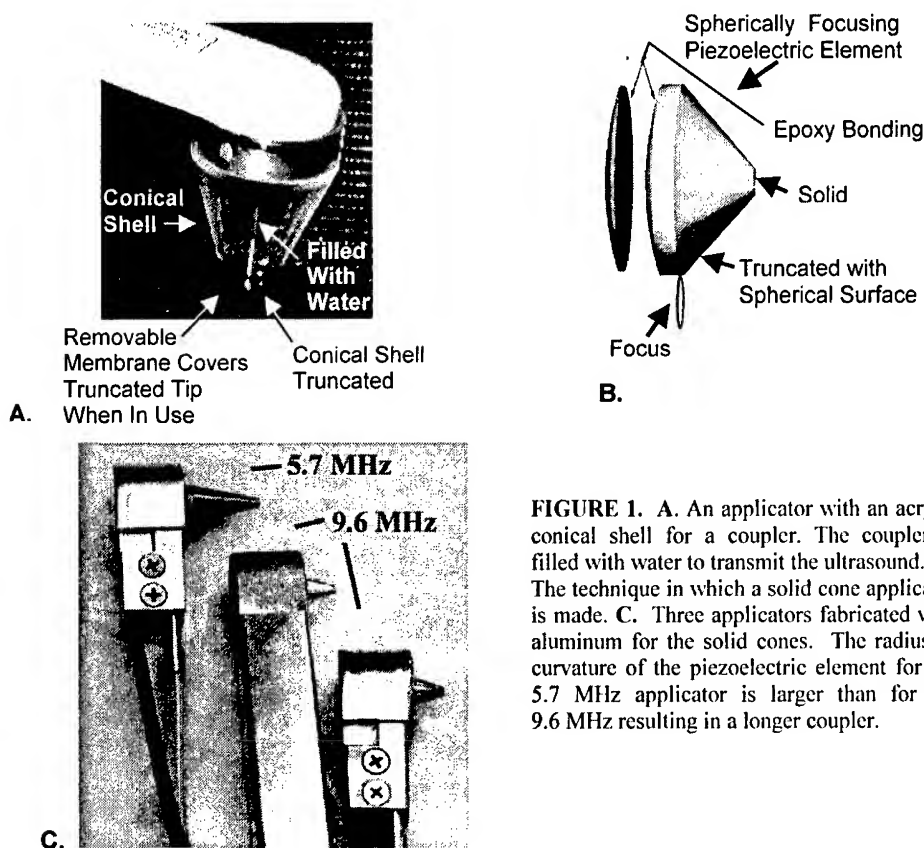 Conical
Shell
Filled
With
Water
Removable
Membrane Covers
Truncated Tip
When In Use
Conical Shell
Truncated
A.
Spherically Focusing
Piezoelectric Element
Epoxy Bonding
Solid
Truncated with
Spherical Surface
Focus
B.
5.7 MHz
9.6 MHz
C.
FIGURE 1. A. An applicator with an acr
conical shell for a coupler. The coupler
filled with water to transmit the ultrasound.
The technique in which a solid cone applica
is made. C. Three applicators fabricated
aluminum for the solid cones. The radius
curvature of the piezoelectric element for
5.7 MHz applicator is larger than for
9.6 MHz resulting in a longer coupler.